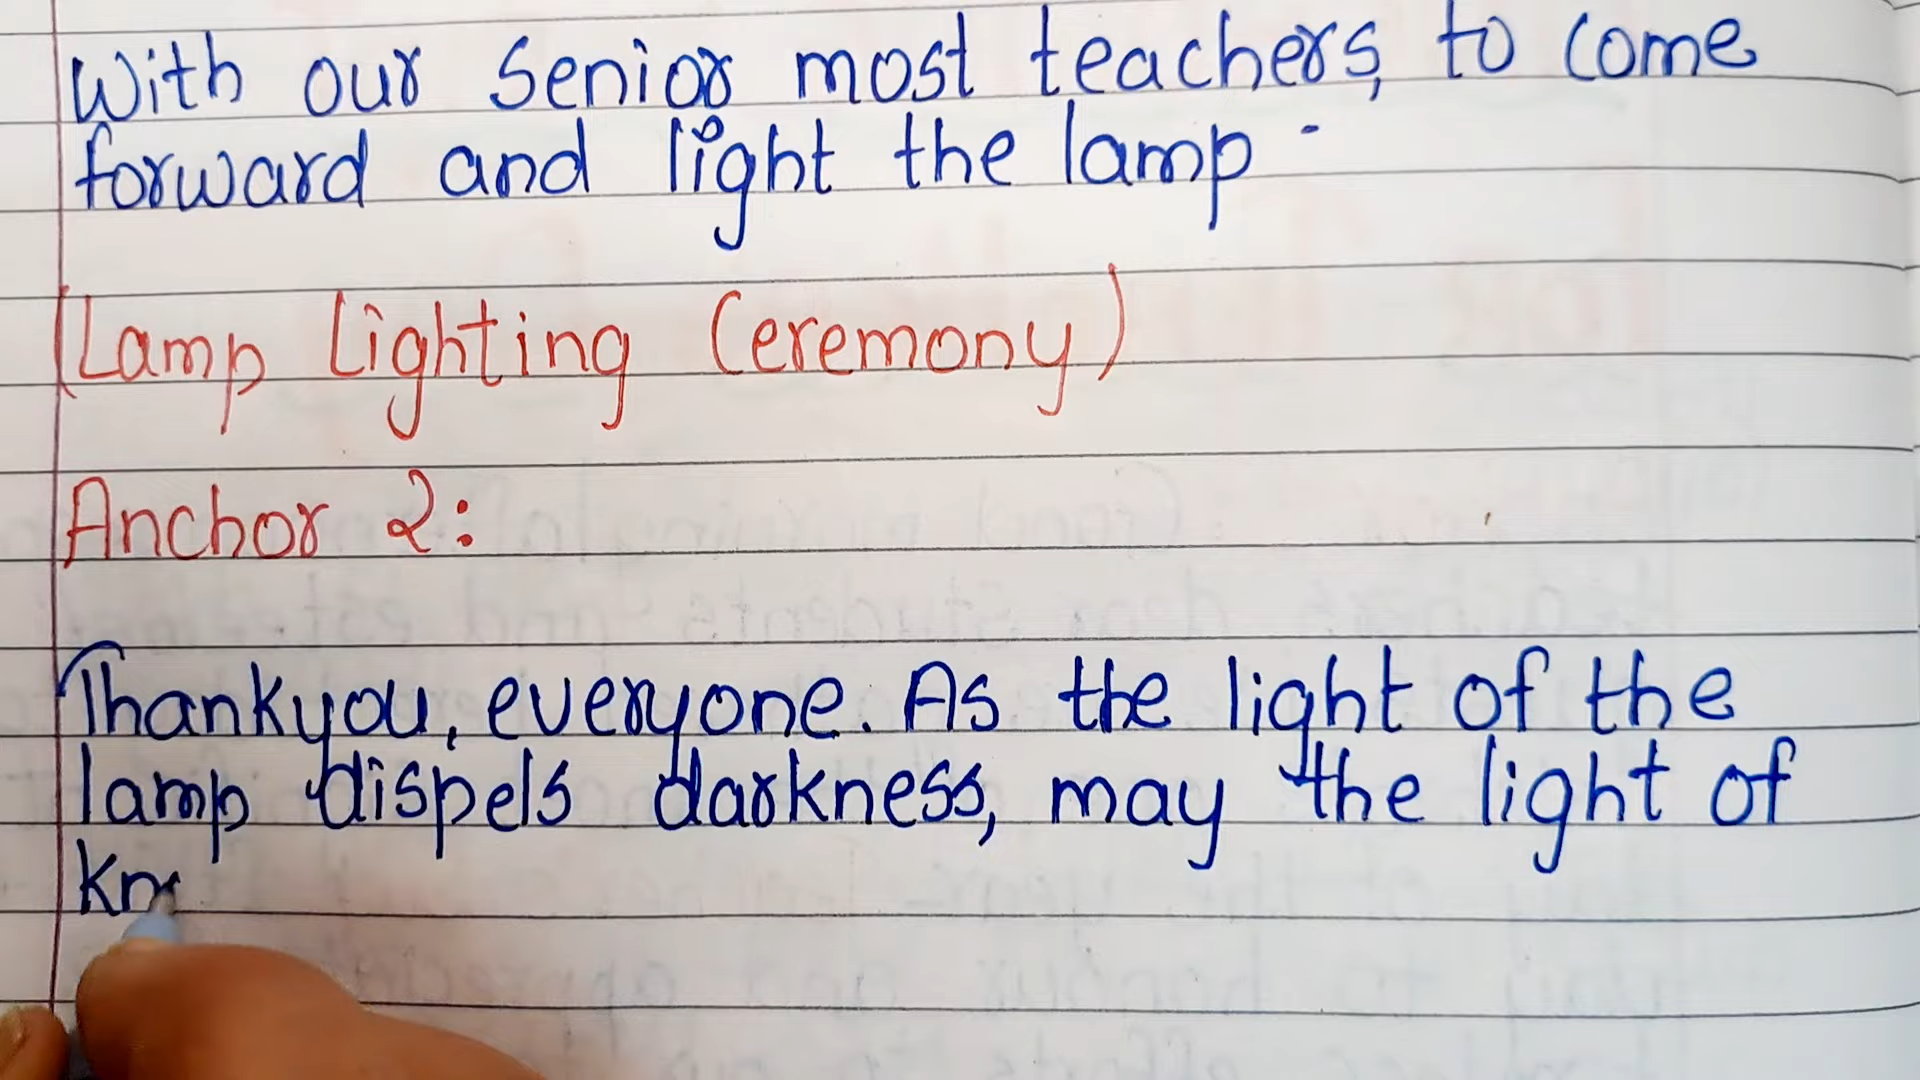 With our Senior most teachers, to come
forward and light the lamp.
(Lamp Lighting Ceremony)
Anchor 2:
Thankyou, everyone. As the light of the
lamp dispels darkness, may the light of